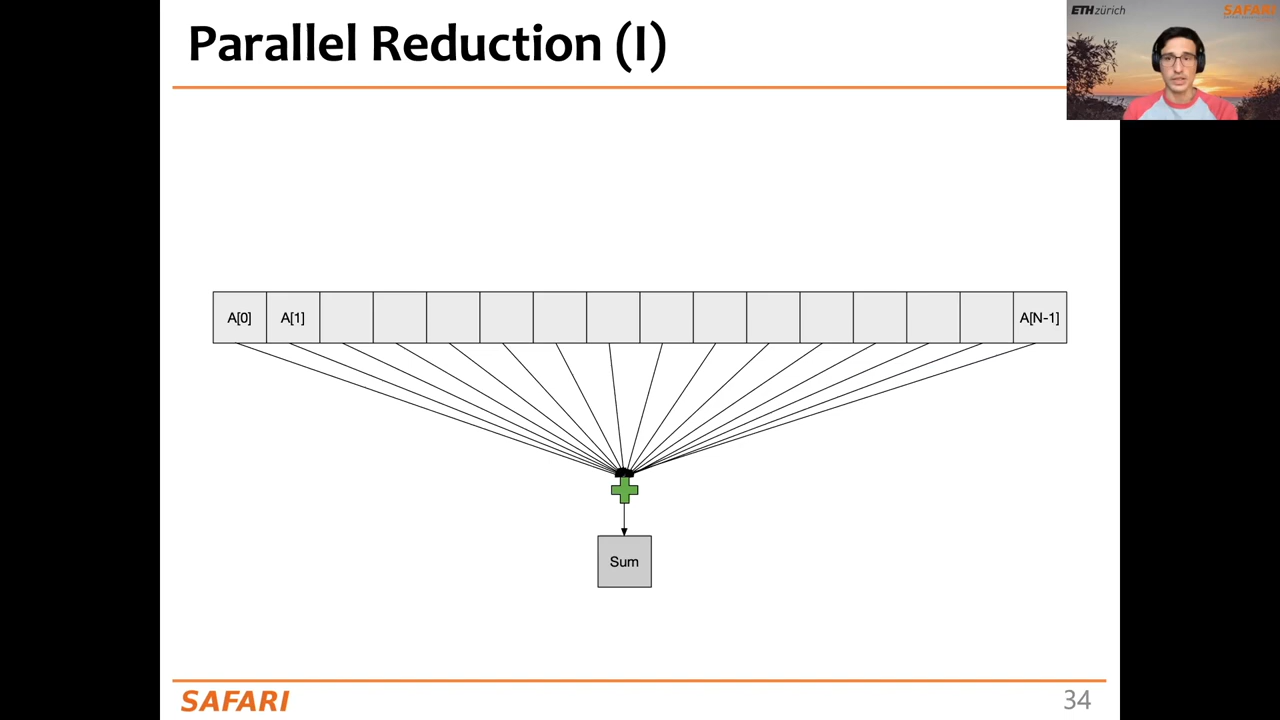 Parallel Reduction (I)
ETH zürich
SAFARI
A[0]
A[1]
A[N-1]
Sum
SAFARI
34